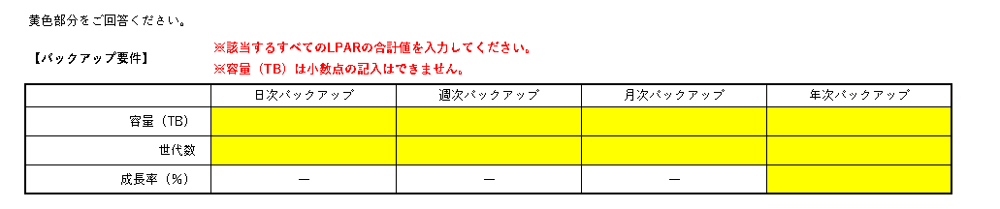 黄色部分をご回答ください。
※該当するすべてのLPARの合計値を入力してください。
【バックアップ要件】
※容量（TB）は小数点の記入はできません。
日次バックアップ 週次バックアップ 月次バックアップ 年次バックアップ
容量（TB）
世代数
成長率（%） － － －